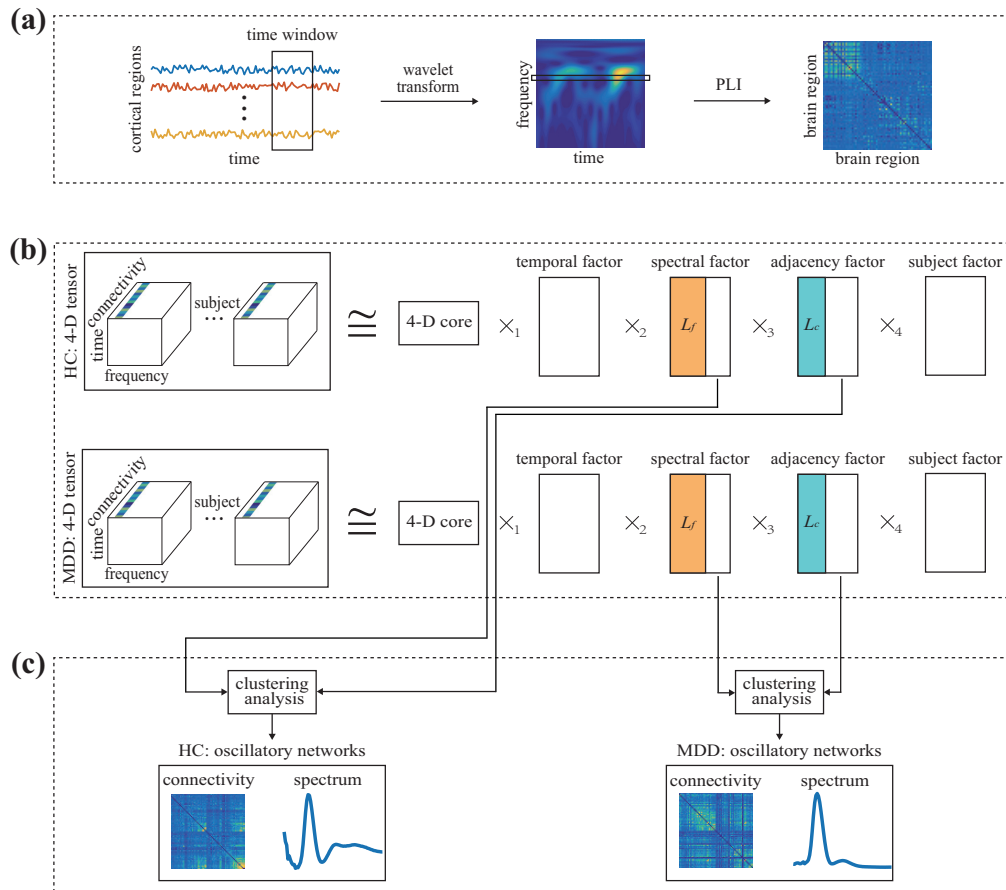 (a)
time window
cortical regions
time
wavelet
transform
frequency
time
PLI
brain region
brain region
(b)
HC: 4-D tensor
time
connectivity
subject
...
frequency
≅
4-D core
×1
temporal factor
×2
spectral factor
Lf
×3
adjacency factor
Lc
×4
subject factor
MDD: 4-D tensor
time
connectivity
subject
...
frequency
≅
4-D core
×1
temporal factor
×2
spectral factor
Lf
×3
adjacency factor
Lc
×4
subject factor
(c)
clustering
analysis
HC: oscillatory networks
connectivity
spectrum
clustering
analysis
MDD: oscillatory networks
connectivity
spectrum